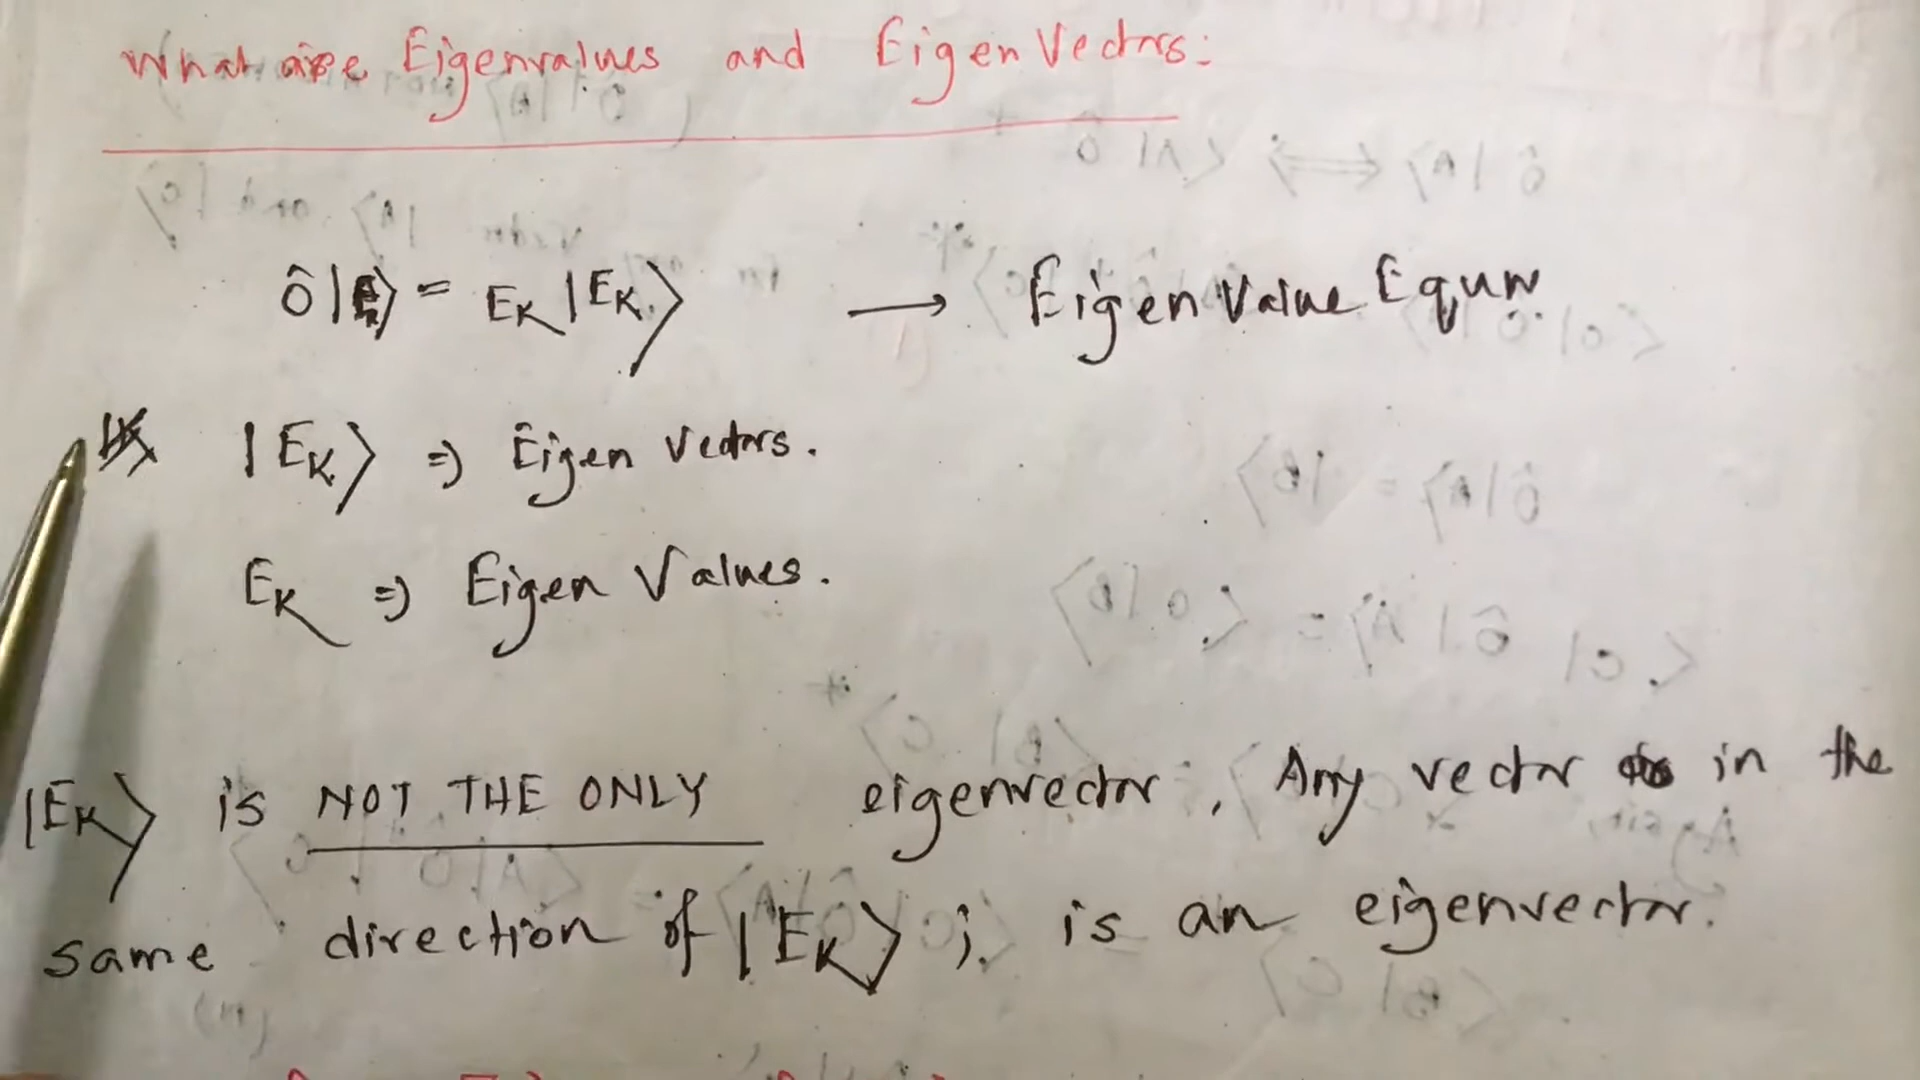 What are Eigenvalues and Eigen Vectors:
ô|E⟩ = EK|EK⟩ → Eigen Value Equn.
|EK⟩ ⇒ Eigen Vectors.
EK ⇒ Eigen Values.
|EK⟩ is NOT THE ONLY eigenvector, Any vector in the
same direction of |EK⟩ ; is an eigenvector.